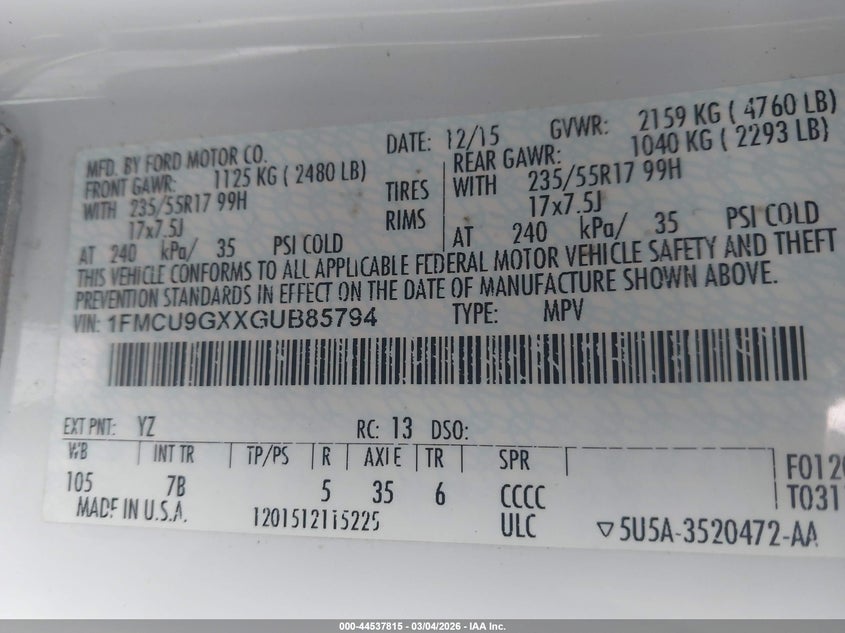 MFD. BY FORD MOTOR CO.
DATE: 12/15
GVWR: 2159 KG ( 4760 LB)
FRONT GAWR: 1125 KG ( 2480 LB)
REAR GAWR: 1040 KG ( 2293 LB)
WITH 235/55R17 99H
TIRES
WITH 235/55R17 99H
17x7.5J
RIMS
17x7.5J
AT 240 kPa/ 35 PSI COLD
AT 240 kPa/ 35 PSI COLD
THIS VEHICLE CONFORMS TO ALL APPLICABLE FEDERAL MOTOR VEHICLE SAFETY AND THEFT
PREVENTION STANDARDS IN EFFECT ON THE DATE OF MANUFACTURE SHOWN ABOVE.
VIN: 1FMCU9GXXGUB85794 TYPE: MPV
EXT PNT: YZ RC: 13 DSO:
WB INT TR TP/PS R AXLE TR SPR
105 7B 5 35 6 CCCC
MADE IN U.S.A. 1201512115225 ULC
T031
▽5U5A-3520472-AA
000-44537815 - 03/04/2026 - IAA Inc.